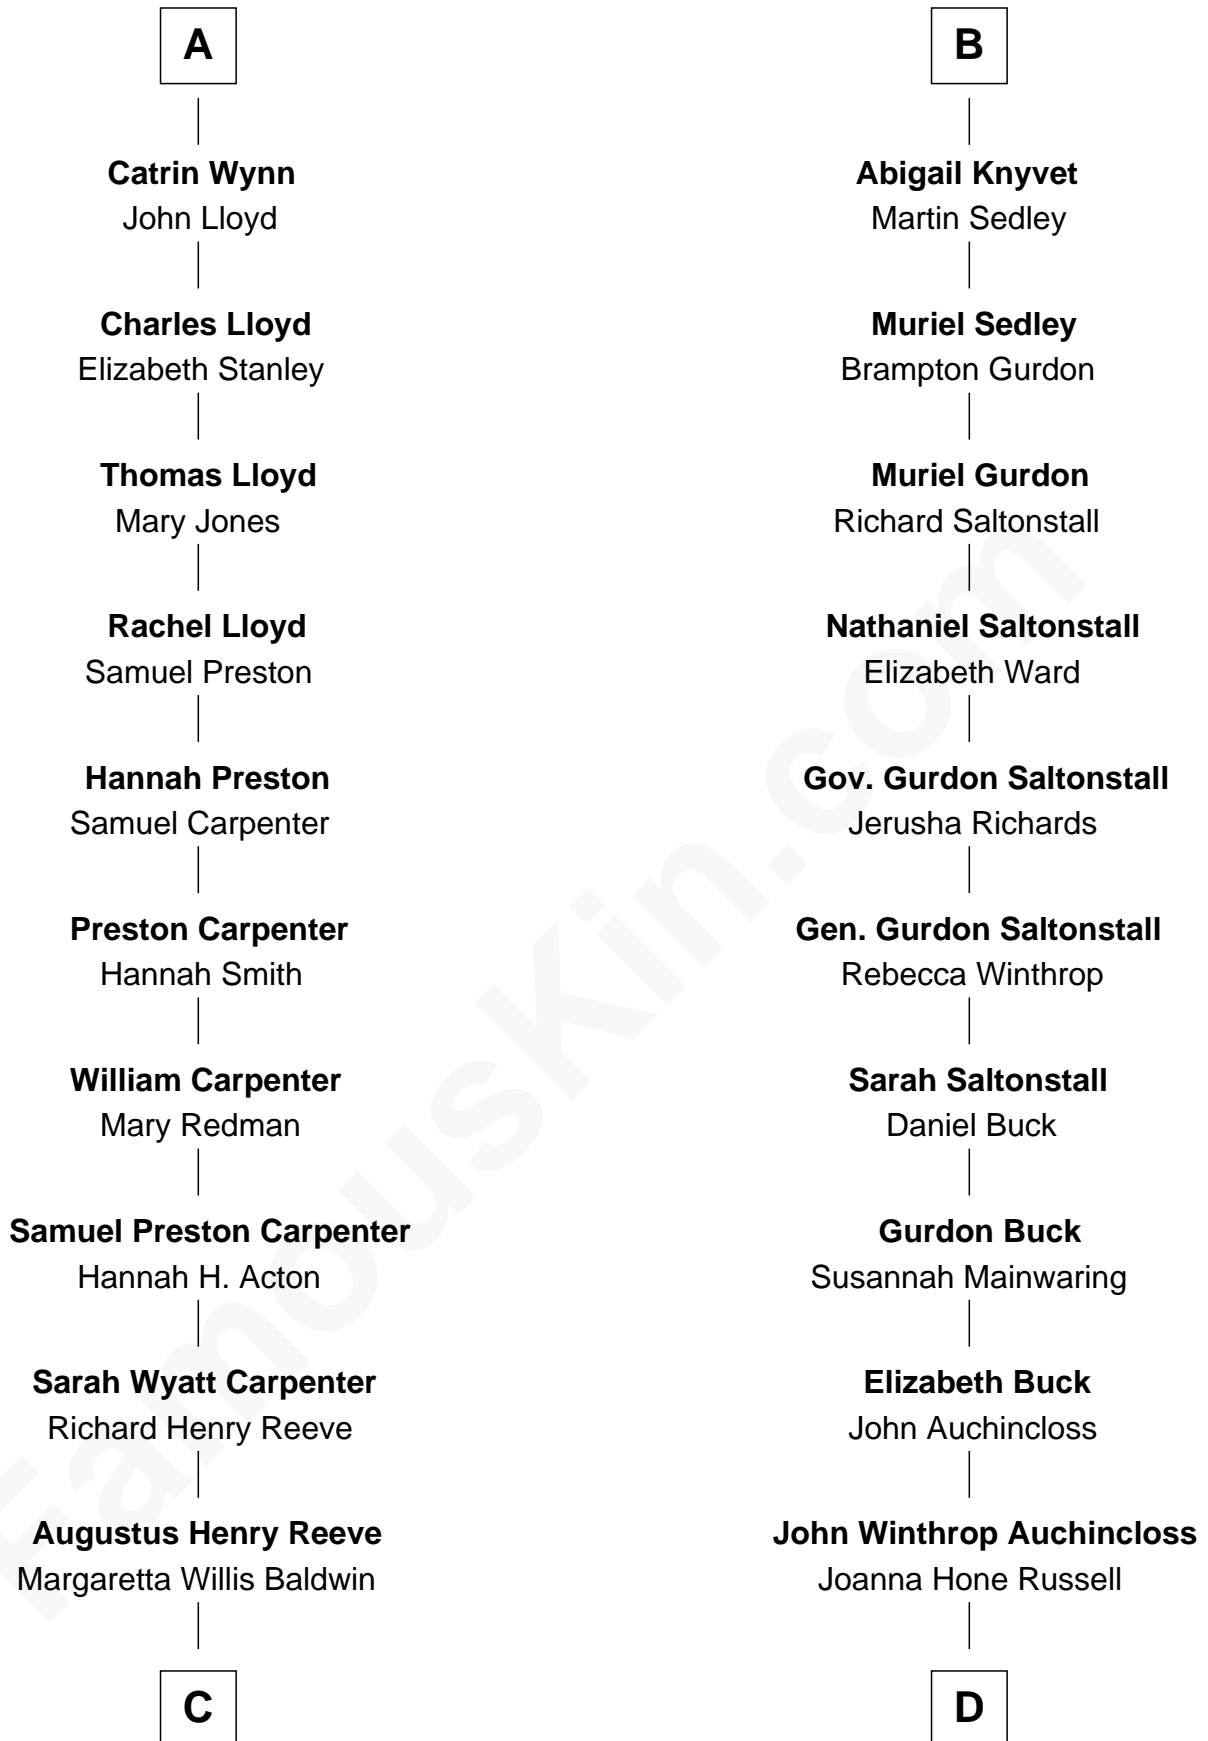 A
Catrin Wynn
John Lloyd
Charles Lloyd
Elizabeth Stanley
Thomas Lloyd
Mary Jones
Rachel Lloyd
Samuel Preston
Hannah Preston
Samuel Carpenter
Preston Carpenter
Hannah Smith
William Carpenter
Mary Redman
Samuel Preston Carpenter
Hannah H. Acton
Sarah Wyatt Carpenter
Richard Henry Reeve
Augustus Henry Reeve
Margaretta Willis Baldwin
C
B
Abigail Knyvet
Martin Sedley
Muriel Sedley
Brampton Gurdon
Muriel Gurdon
Richard Saltonstall
Nathaniel Saltonstall
Elizabeth Ward
Gov. Gurdon Saltonstall
Jerusha Richards
Gen. Gurdon Saltonstall
Rebecca Winthrop
Sarah Saltonstall
Daniel Buck
Gurdon Buck
Susannah Mainwaring
Elizabeth Buck
John Auchincloss
John Winthrop Auchincloss
Joanna Hone Russell
D
FamousKin.com